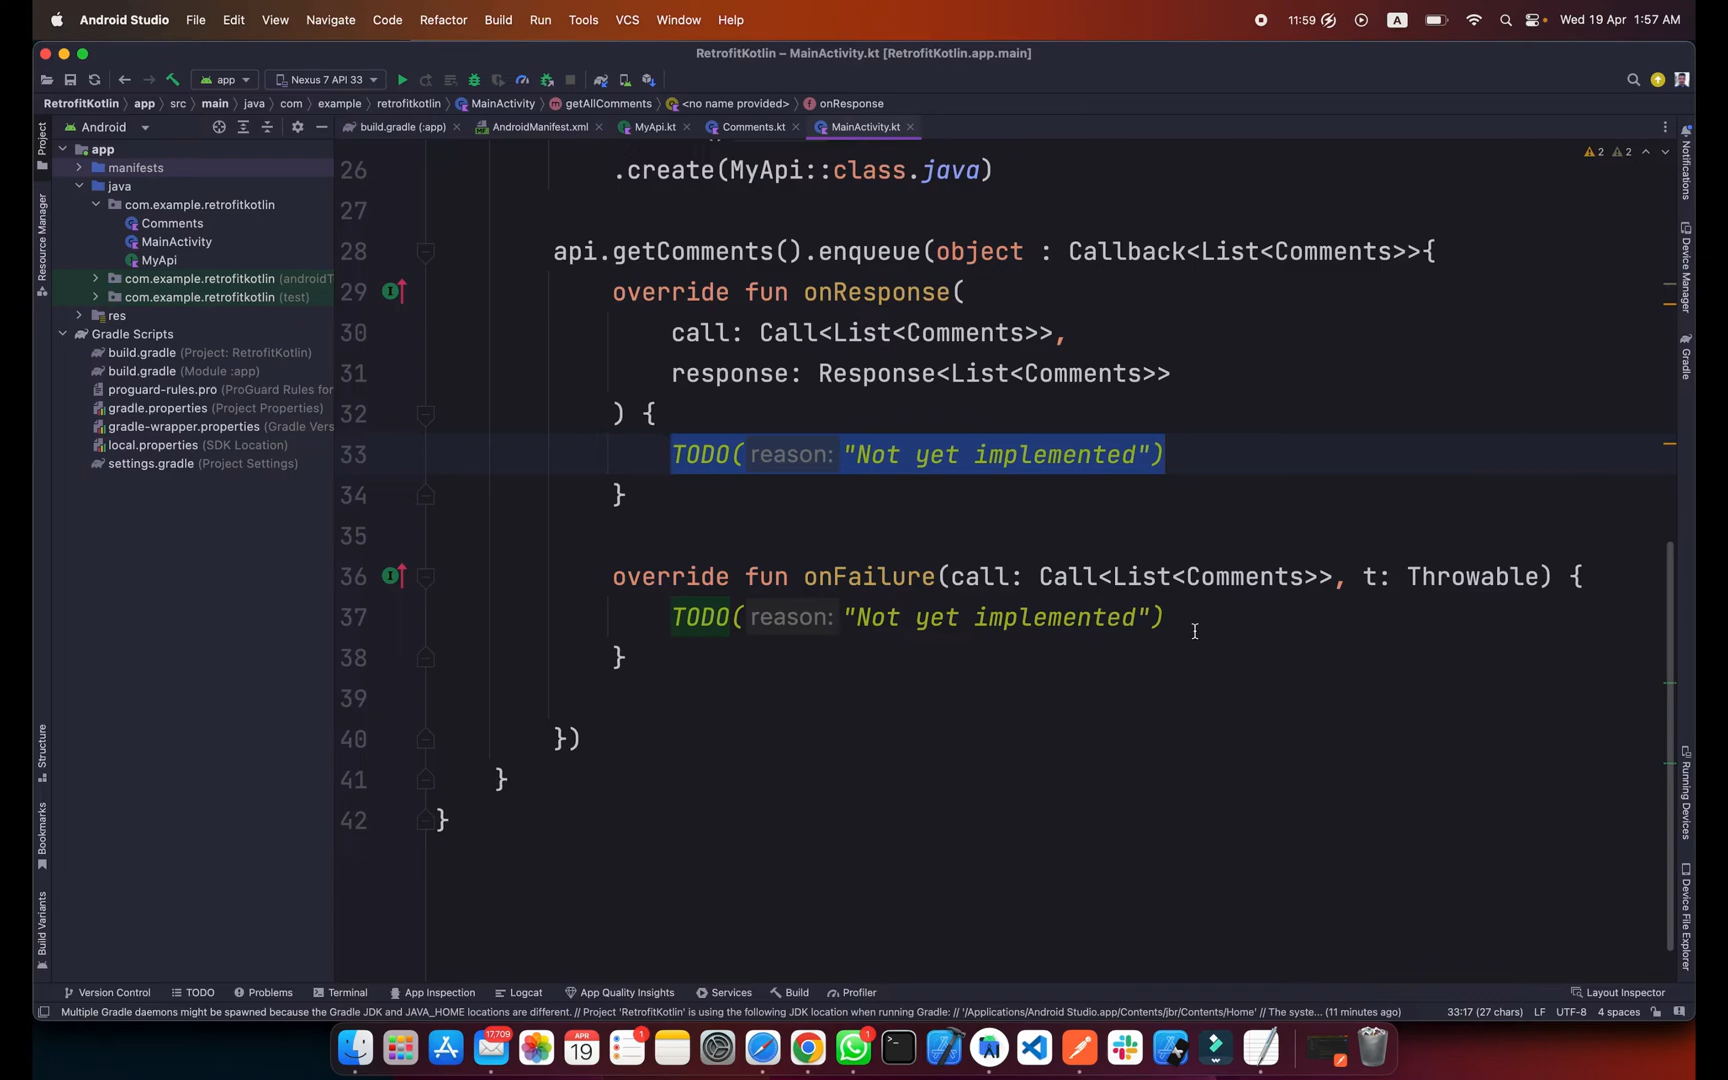 Android Studio File Edit View Navigate Code Refactor Build Run Tools VCS Window Help 11:59 A Wed 19 Apr 1:57 AM
RetrofitKotlin – MainActivity.kt [RetrofitKotlin.app.main]
app Nexus 7 API 33
RetrofitKotlin app src main java com example retrofitkotlin MainActivity getAllComments <no name provided> onResponse
Project
Android
build.gradle (:app) AndroidManifest.xml MyApi.kt Comments.kt MainActivity.kt
app
manifests
java
com.example.retrofitkotlin
Comments
MainActivity
MyApi
com.example.retrofitkotlin (androidT
com.example.retrofitkotlin (test)
res
Gradle Scripts
build.gradle (Project: RetrofitKotlin)
build.gradle (Module :app)
proguard-rules.pro (ProGuard Rules for
gradle.properties (Project Properties)
gradle-wrapper.properties (Gradle Vers
local.properties (SDK Location)
settings.gradle (Project Settings)
Resource Manager
Structure
Bookmarks
Build Variants
2 2
26 .create(MyApi::class.java)
27
28 api.getComments().enqueue(object : Callback<List<Comments>>{
29 override fun onResponse(
30 call: Call<List<Comments>>,
31 response: Response<List<Comments>>
32 ) {
33 TODO( reason: "Not yet implemented")
34 }
35
36 override fun onFailure(call: Call<List<Comments>>, t: Throwable) {
37 TODO( reason: "Not yet implemented")
38 }
39
40 })
41 }
42 }
Notifications
Device Manager
Gradle
Running Devices
Device File Explorer
Version Control TODO Problems Terminal App Inspection Logcat App Quality Insights Services Build Profiler Layout Inspector
Multiple Gradle daemons might be spawned because the Gradle JDK and JAVA_HOME locations are different. // Project 'RetrofitKotlin' is using the following JDK location when running Gradle: // '/Applications/Android Studio.app/Contents/jbr/Contents/Home' // The syste... (11 minutes ago) 33:17 (27 chars) LF UTF-8 4 spaces
17,709 APR 19 1 1